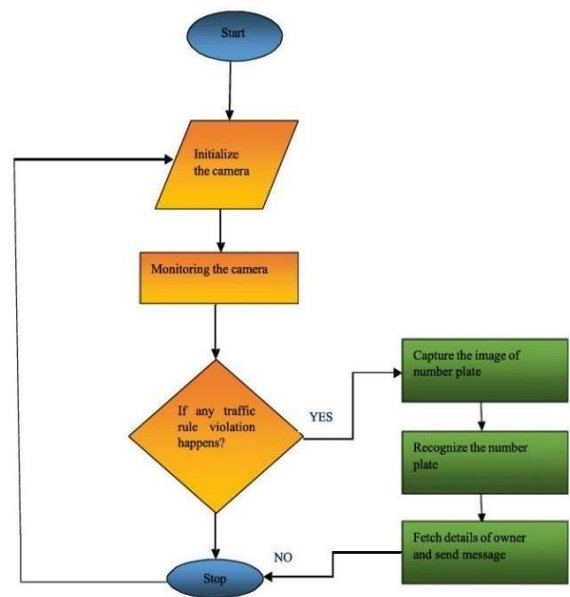 Start
Initialize
the camera
Monitoring the camera
If any traffic
rule violation
happens?
YES
Capture the image of
number plate
Recognize the number
plate
Fetch details of owner
and send message
NO
Stop